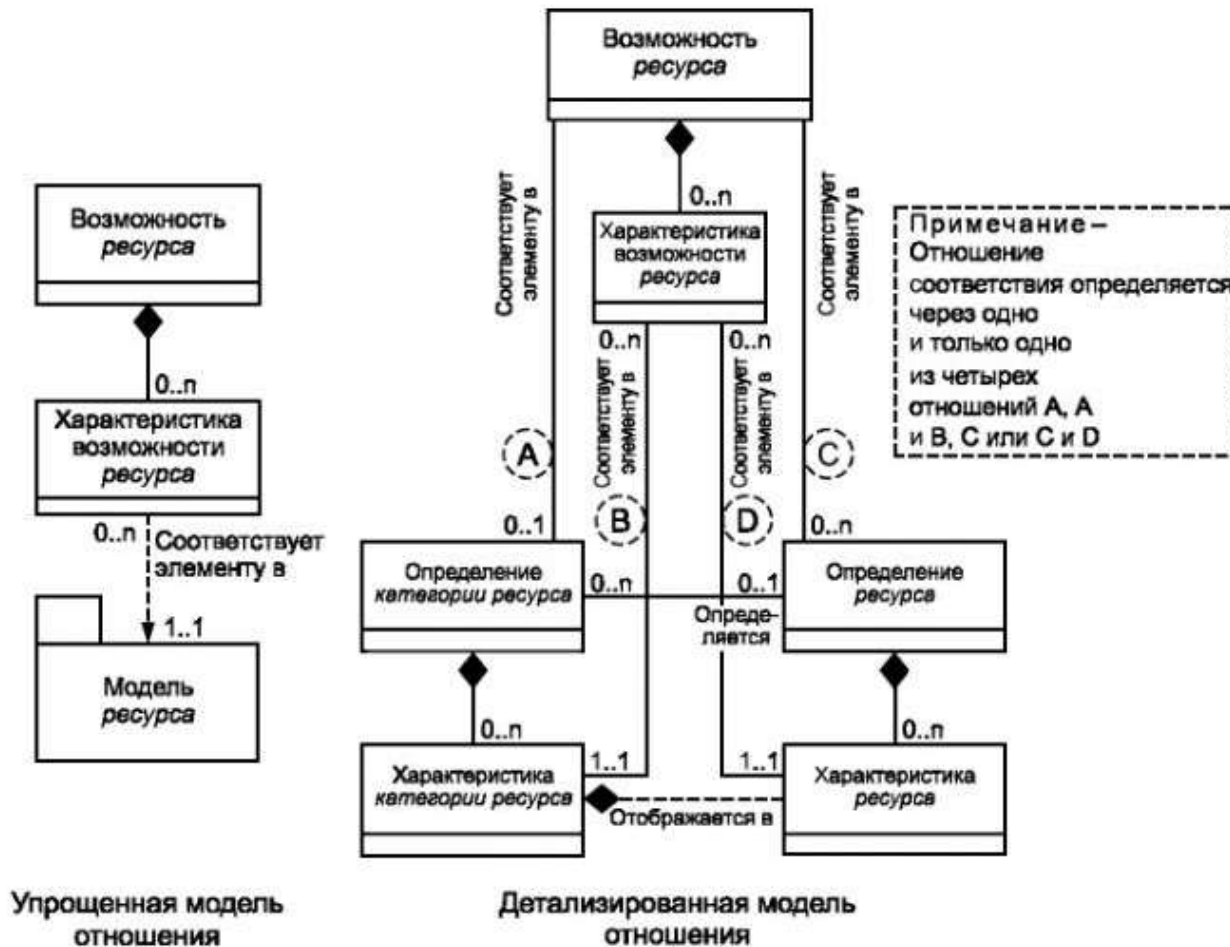 Возможность
ресурса
0..n
Характеристика
возможности
ресурса
0..n
Соответствует
элементу в
1..1
Модель
ресурса
Упрощенная модель
отношения
Возможность
ресурса
Соответствует
элементу в
0..n
Характеристика
возможности
ресурса
Соответствует
элементу в
0..n
0..n
Соответствует
элементу в
Соответствует
элементу в
A
B
D
C
0..1
0..n
Определение
категории ресурса
0..n
0..1
Опреде-
ляется
Определение
ресурса
0..n
0..n
Характеристика
категории ресурса
1..1
1..1
Отображается в
Характеристика
ресурса
Детализированная модель
отношения
Примечание –
Отношение
соответствия определяется
через одно
и только одно
из четырех
отношений A, A
и B, C или C и D